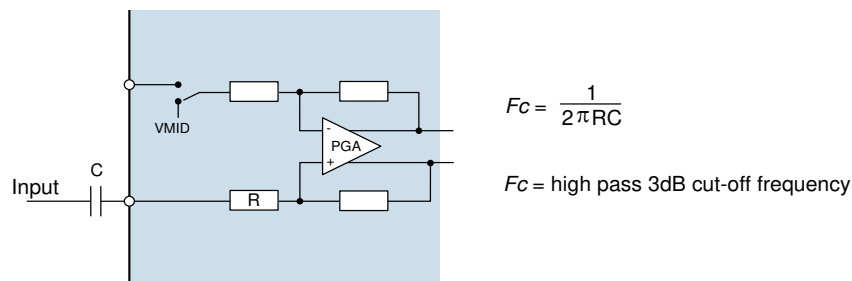 VMID
-
PGA
+
C
Input
R
Fc = 1 / 2πRC
Fc = high pass 3dB cut-off frequency